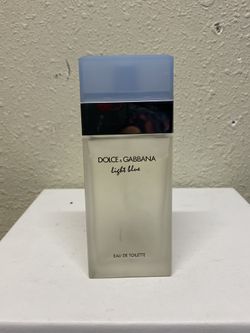 DOLCE & GABBANA
light blue
EAU DE TOILETTE